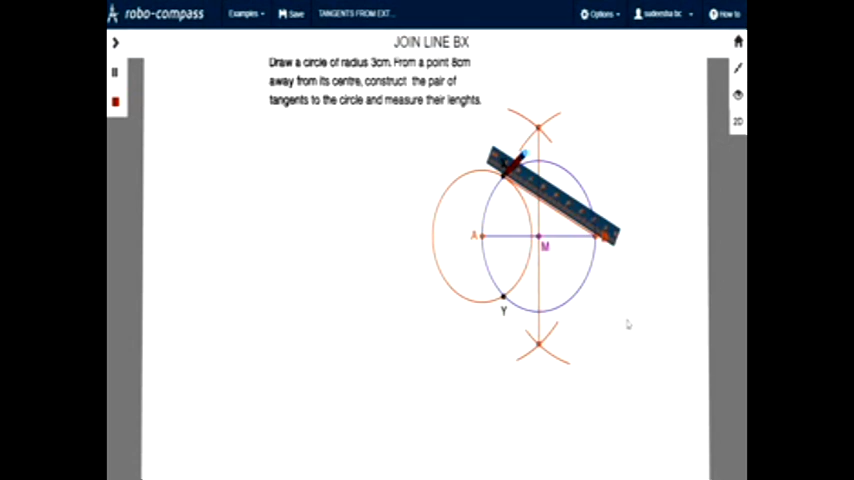 robo-compass
Examples
Save
TANGENTS FROM EXT...
Options
sudeesha bc
How to
JOIN LINE BX
Draw a circle of radius 3cm. From a point 8cm
away from its centre, construct the pair of
tangents to the circle and measure their lenghts.
2D
A
M
Y